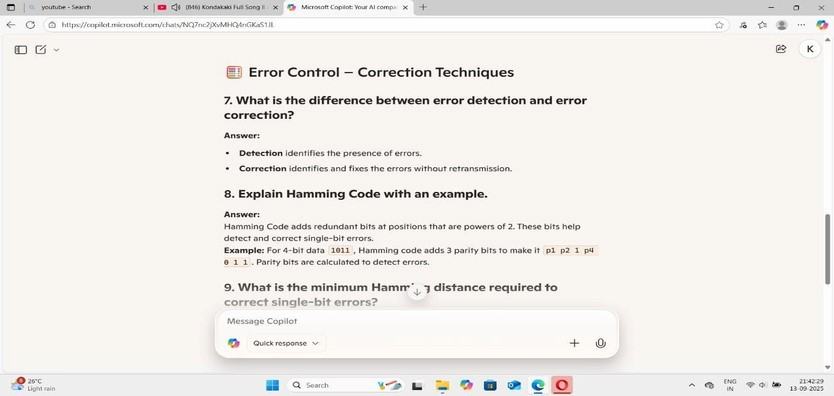 youtube - Search
(846) Kondakaki Full Song II
Microsoft Copilot: Your AI compa
https://copilot.microsoft.com/chats/
K
Error Control – Correction Techniques
7. What is the difference between error detection and error
correction?
Answer:
• Detection identifies the presence of errors.
• Correction identifies and fixes the errors without retransmission.
8. Explain Hamming Code with an example.
Answer:
Hamming Code adds redundant bits at positions that are powers of 2. These bits help
detect and correct single-bit errors.
Example: For 4-bit data 1011, Hamming code adds 3 parity bits to make it p1 p2 1 p4
0 1 1. Parity bits are calculated to detect errors.
9. What is the minimum Hamming distance required to
correct single-bit errors?
Message Copilot
Quick response
26°C
Light rain
Search
ENG
IN
21:42:29
13-09-2025